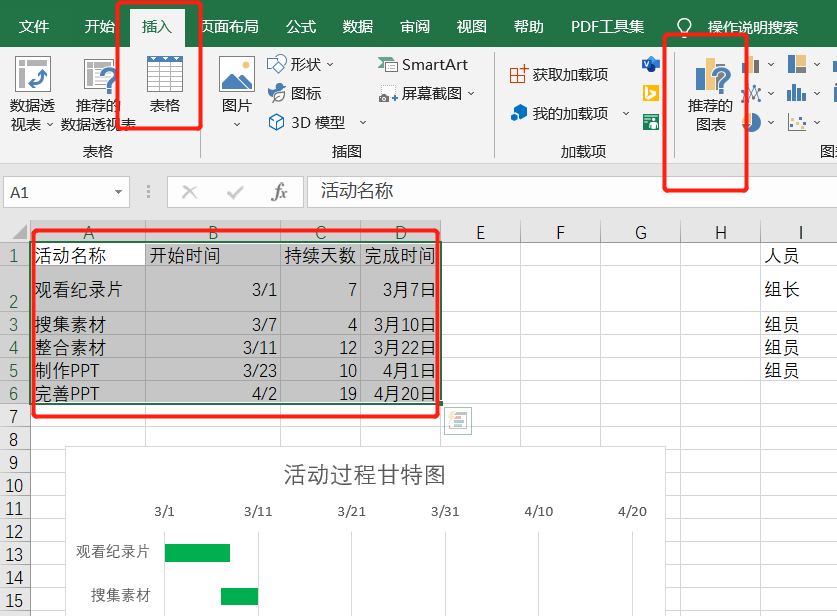 文件 开始 插入 页面布局 公式 数据 审阅 视图 帮助 PDF工具集 操作说明搜索
数据透视表 推荐的数据透视表 表格 图片 形状 图标 3D 模型 SmartArt 屏幕截图 获取加载项 我的加载项 推荐的图表
表格 插图 加载项
A1 fx 活动名称
A B C D E F G H I
1 活动名称 开始时间 持续天数 完成时间 人员
2 观看纪录片 3/1 7 3月7日 组长
3 搜集素材 3/7 4 3月10日 组员
4 整合素材 3/11 12 3月22日 组员
5 制作PPT 3/23 10 4月1日 组员
6 完善PPT 4/2 19 4月20日
7
8
9
10
11
12
13
14
15
活动过程甘特图
3/1 3/11 3/21 3/31 4/10 4/20
观看纪录片
搜集素材